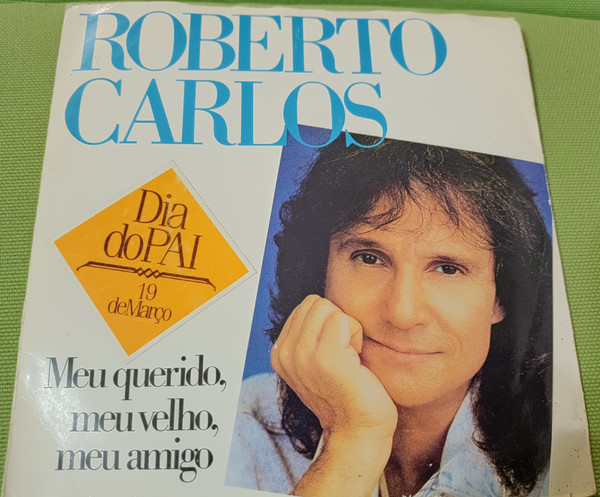 ROBERTO
CARLOS
Dia
do PAI
19
de Março
Meu querido,
meu velho,
meu amigo